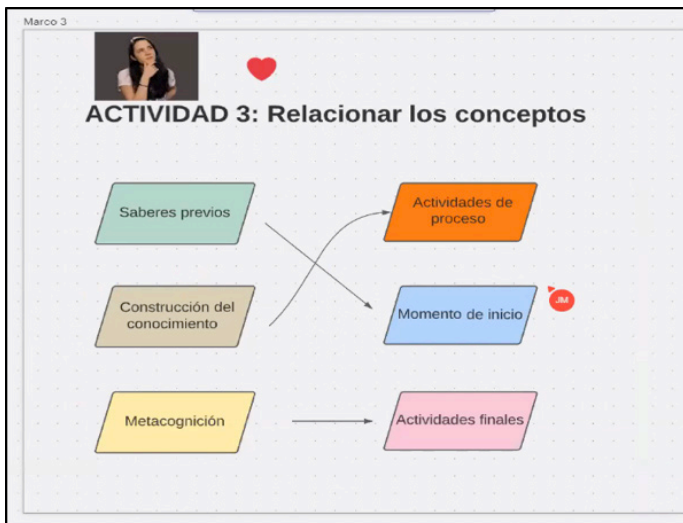 Marco 3
ACTIVIDAD 3: Relacionar los conceptos
Saberes previos
Actividades de
proceso
Construcción del
conocimiento
Momento de inicio
JM
Metacognición
Actividades finales